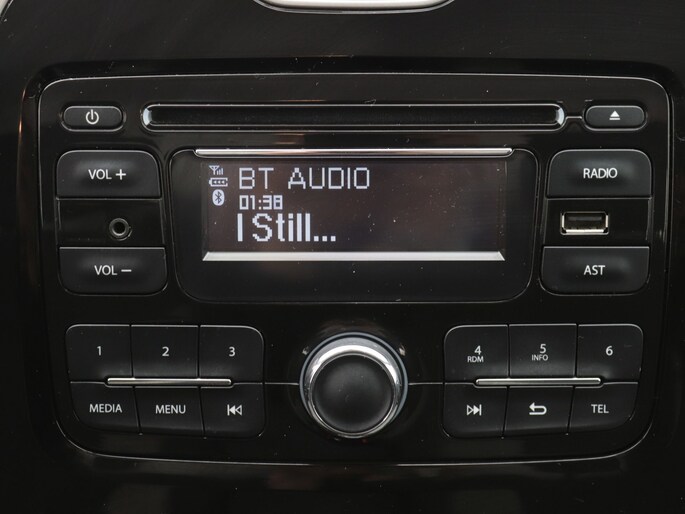 VOL +
BT AUDIO
01:38
I Still...
RADIO
VOL −
AST
1 2 3
4 RDM
5 INFO
6
MEDIA MENU
TEL